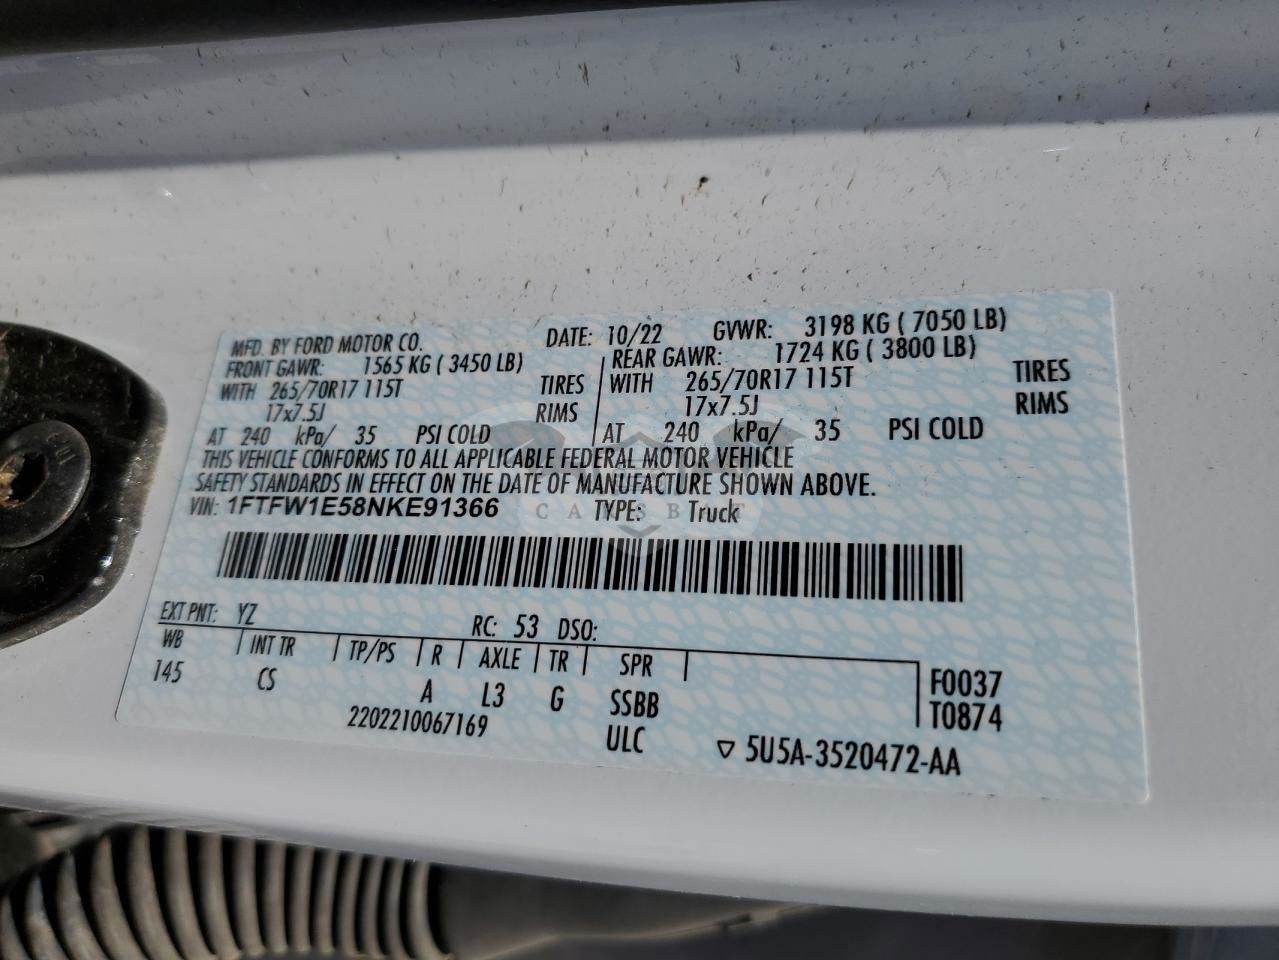 MFD. BY FORD MOTOR CO. DATE: 10/22 GVWR: 3198 KG ( 7050 LB)
FRONT GAWR: 1565 KG ( 3450 LB) REAR GAWR: 1724 KG ( 3800 LB)
WITH 265/70R17 115T TIRES WITH 265/70R17 115T TIRES
17x7.5J RIMS 17x7.5J RIMS
AT 240 kPa/ 35 PSI COLD AT 240 kPa/ 35 PSI COLD
THIS VEHICLE CONFORMS TO ALL APPLICABLE FEDERAL MOTOR VEHICLE
SAFETY STANDARDS IN EFFECT ON THE DATE OF MANUFACTURE SHOWN ABOVE.
VIN: 1FTFW1E58NKE91366 TYPE: Truck
CARSBIT
EXT PNT: YZ RC: 53 DSO:
WB INT TR TP/PS R AXLE TR SPR F0037
145 CS A L3 G SSBB T0874
2202210067169 ULC ▽ 5U5A-3520472-AA